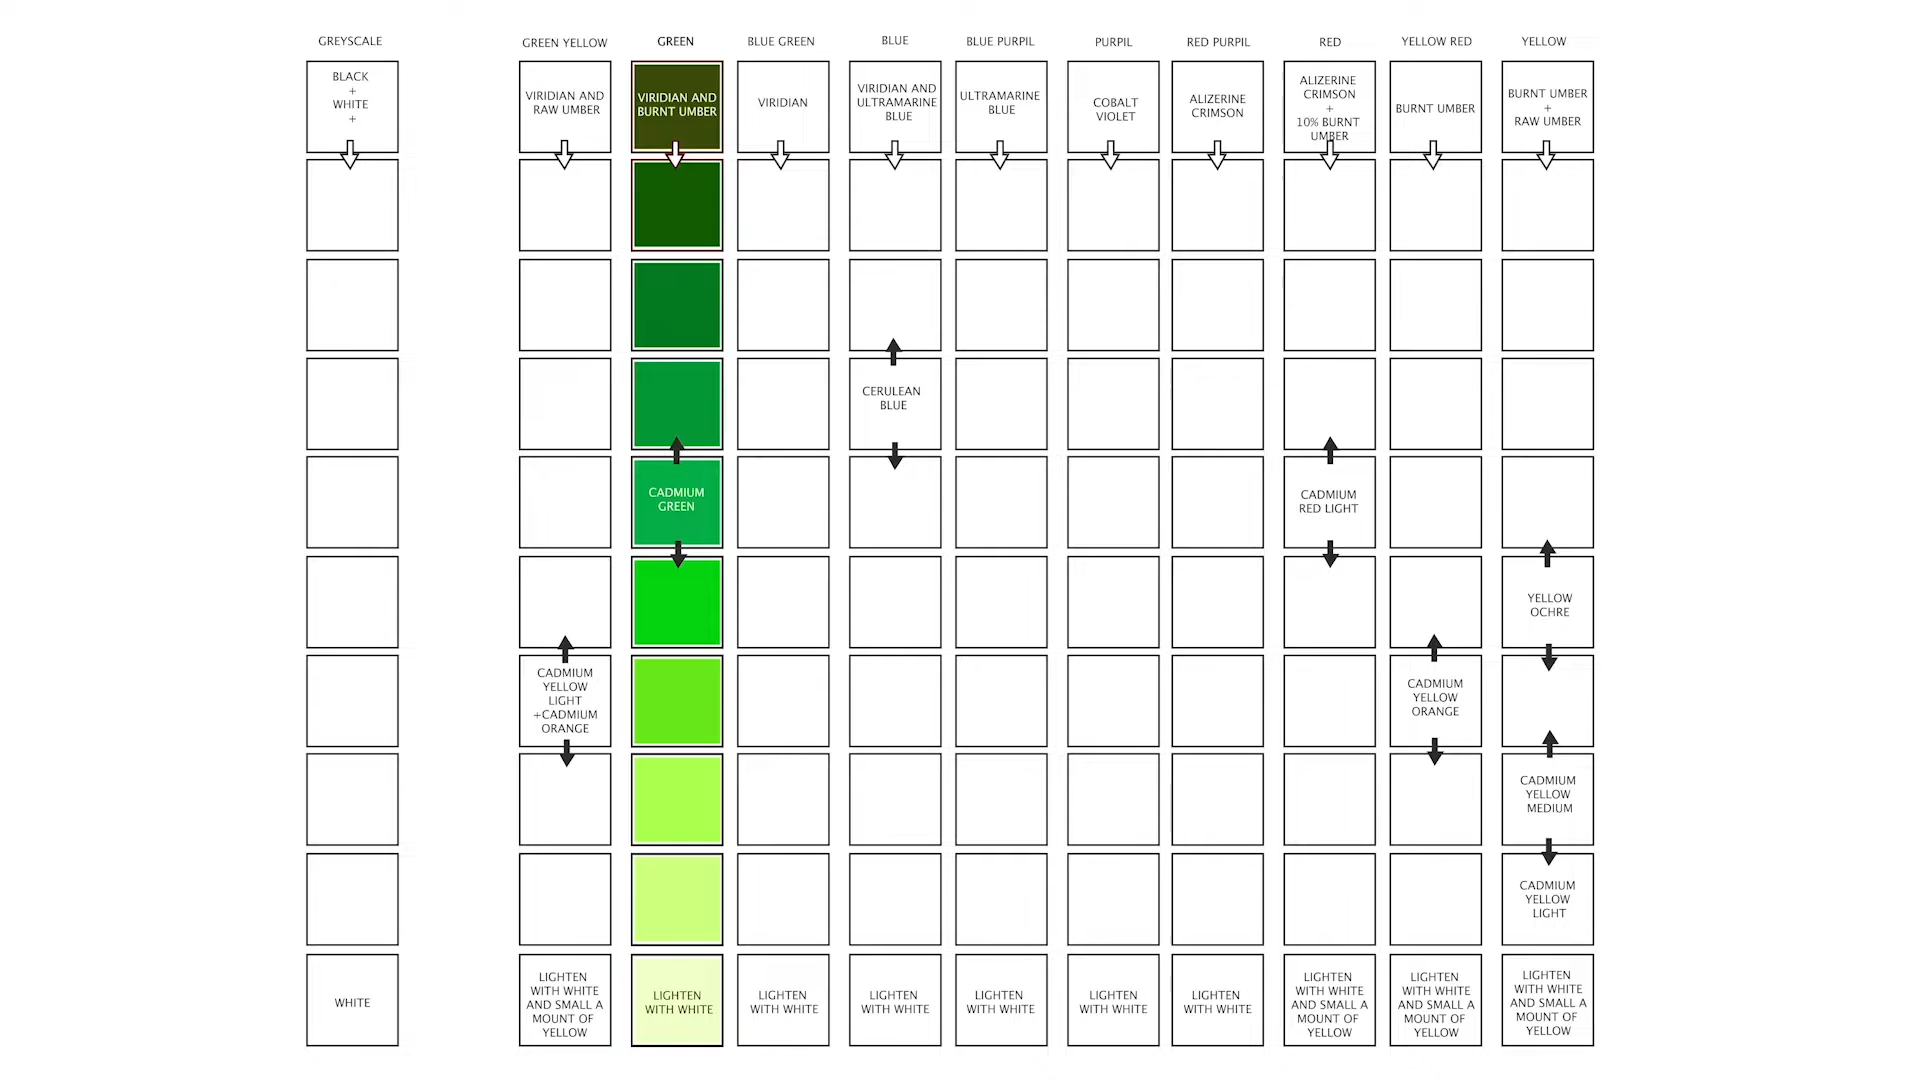 GREYSCALE
GREEN YELLOW
GREEN
BLUE GREEN
BLUE
BLUE PURPIL
PURPIL
RED PURPIL
RED
YELLOW RED
YELLOW
BLACK
+
WHITE
+
VIRIDIAN AND
RAW UMBER
VIRIDIAN AND
BURNT UMBER
VIRIDIAN
VIRIDIAN AND
ULTRAMARINE
BLUE
ULTRAMARINE
BLUE
COBALT
VIOLET
ALIZERINE
CRIMSON
ALIZERINE
CRIMSON
+
10% BURNT
UMBER
BURNT UMBER
BURNT UMBER
+
RAW UMBER
CERULEAN
BLUE
CADMIUM
GREEN
CADMIUM
RED LIGHT
YELLOW
OCHRE
CADMIUM
YELLOW
LIGHT
+CADMIUM
ORANGE
CADMIUM
YELLOW
ORANGE
CADMIUM
YELLOW
MEDIUM
CADMIUM
YELLOW
LIGHT
WHITE
LIGHTEN
WITH WHITE
AND SMALL A
MOUNT OF
YELLOW
LIGHTEN
WITH WHITE
LIGHTEN
WITH WHITE
LIGHTEN
WITH WHITE
LIGHTEN
WITH WHITE
LIGHTEN
WITH WHITE
LIGHTEN
WITH WHITE
LIGHTEN
WITH WHITE
AND SMALL A
MOUNT OF
YELLOW
LIGHTEN
WITH WHITE
AND SMALL A
MOUNT OF
YELLOW
LIGHTEN
WITH WHITE
AND SMALL A
MOUNT OF
YELLOW